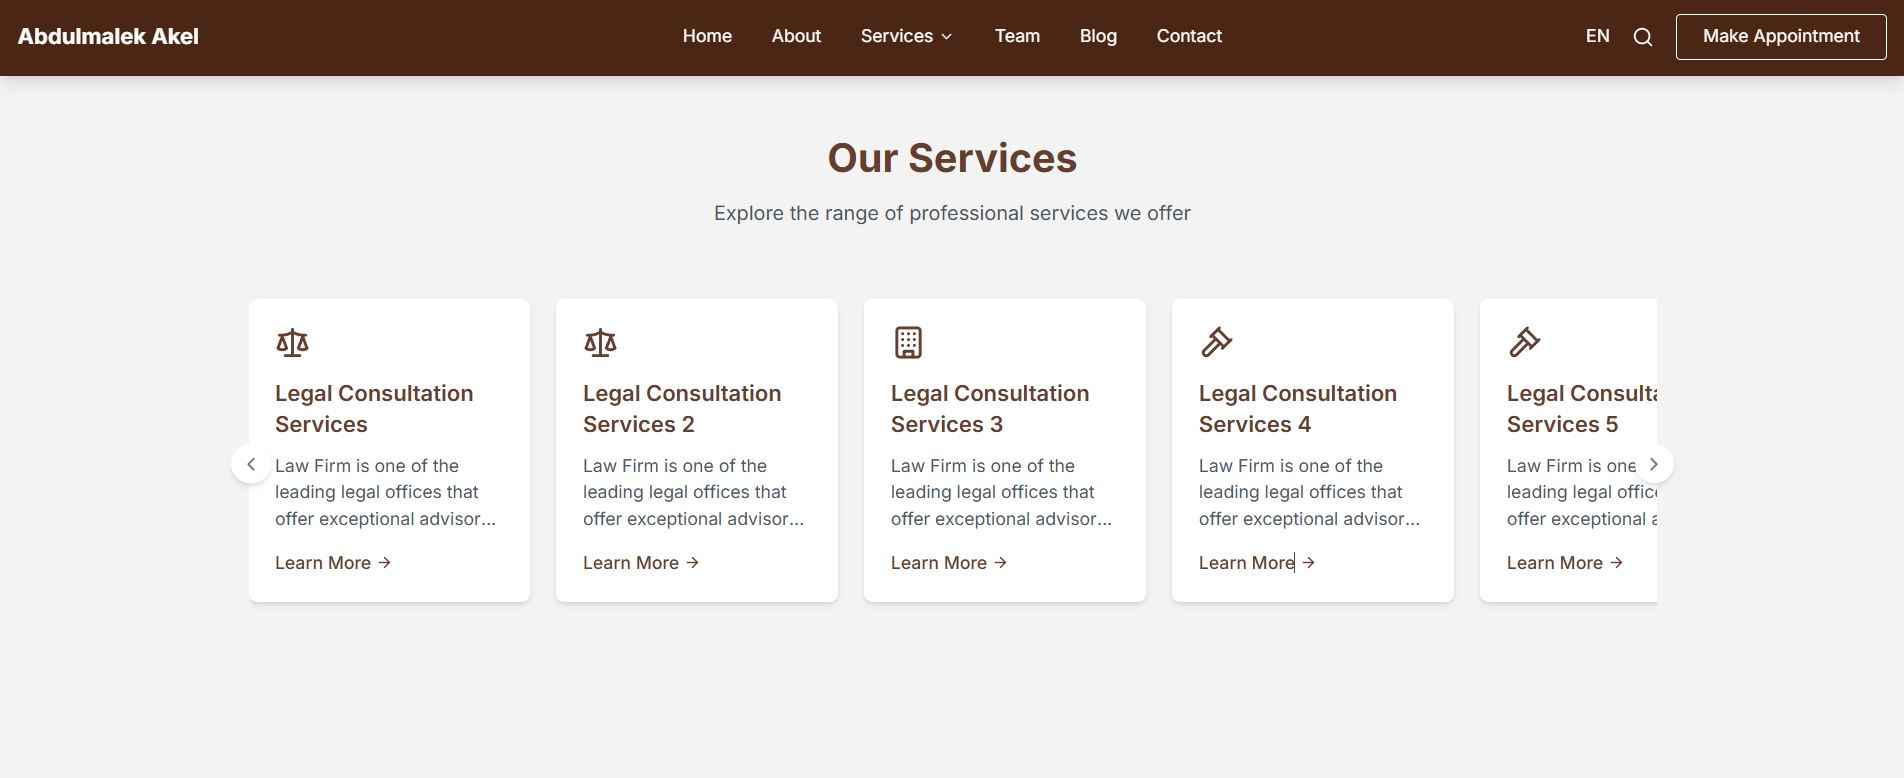 Abdulmalek Akel
Home
About
Services
Team
Blog
Contact
EN
Make Appointment
Our Services
Explore the range of professional services we offer
Legal Consultation
Services
Law Firm is one of the
leading legal offices that
offer exceptional advisor...
Learn More →
Legal Consultation
Services 2
Law Firm is one of the
leading legal offices that
offer exceptional advisor...
Learn More →
Legal Consultation
Services 3
Law Firm is one of the
leading legal offices that
offer exceptional advisor...
Learn More →
Legal Consultation
Services 4
Law Firm is one of the
leading legal offices that
offer exceptional advisor...
Learn More →
Legal Consulta
Services 5
Law Firm is one
leading legal offic
offer exceptional a
Learn More →